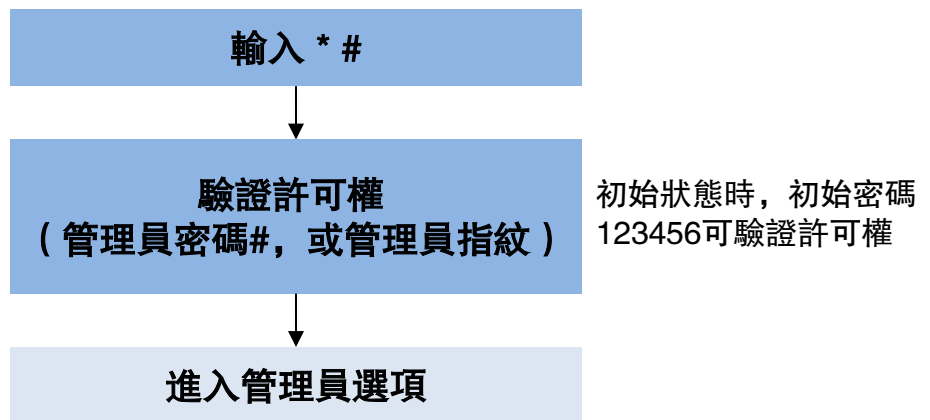 輸入 * #
驗證許可權
（管理員密碼#，或管理員指紋）
初始狀態時，初始密碼
123456可驗證許可權
進入管理員選項